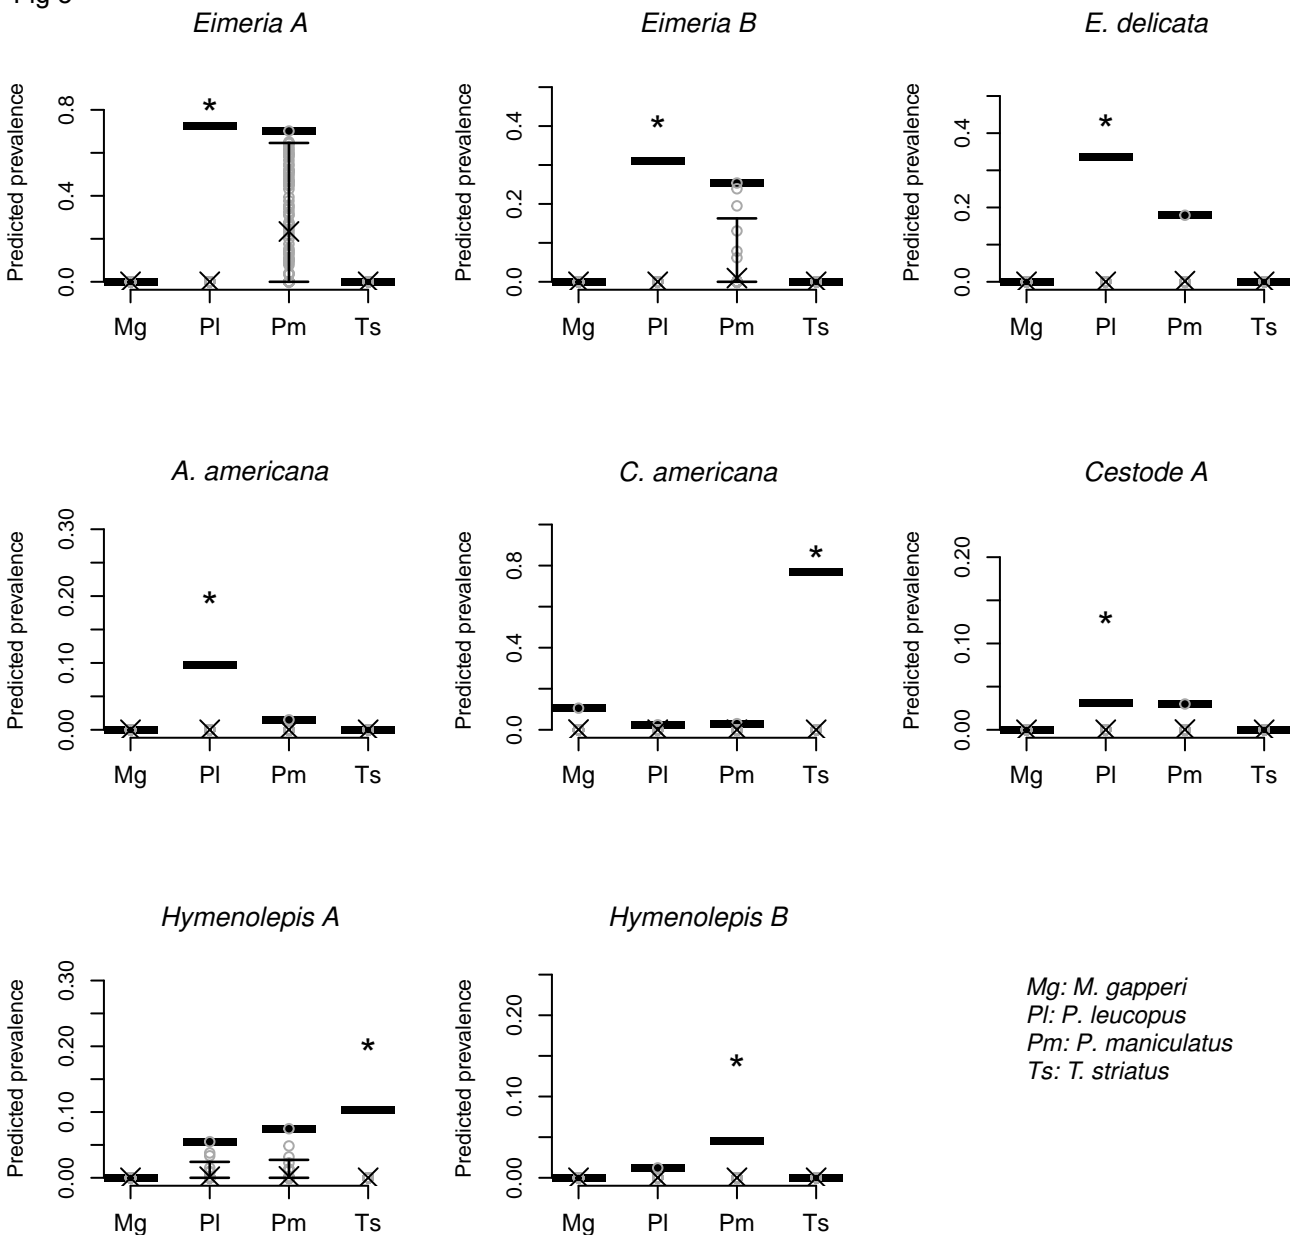 Eimeria A
Predicted prevalence
0.8
0.4
0.0
Mg Pl Pm Ts
*
Eimeria B
Predicted prevalence
0.4
0.2
0.0
Mg Pl Pm Ts
*
E. delicata
Predicted prevalence
0.4
0.2
0.0
Mg Pl Pm Ts
*
A. americana
Predicted prevalence
0.30
0.20
0.10
0.00
Mg Pl Pm Ts
*
C. americana
Predicted prevalence
0.8
0.4
0.0
Mg Pl Pm Ts
*
Cestode A
Predicted prevalence
0.20
0.10
0.00
Mg Pl Pm Ts
*
Hymenolepis A
Predicted prevalence
0.30
0.20
0.10
0.00
Mg Pl Pm Ts
*
Hymenolepis B
Predicted prevalence
0.20
0.10
0.00
Mg Pl Pm Ts
*
Mg: M. gapperi
Pl: P. leucopus
Pm: P. maniculatus
Ts: T. striatus